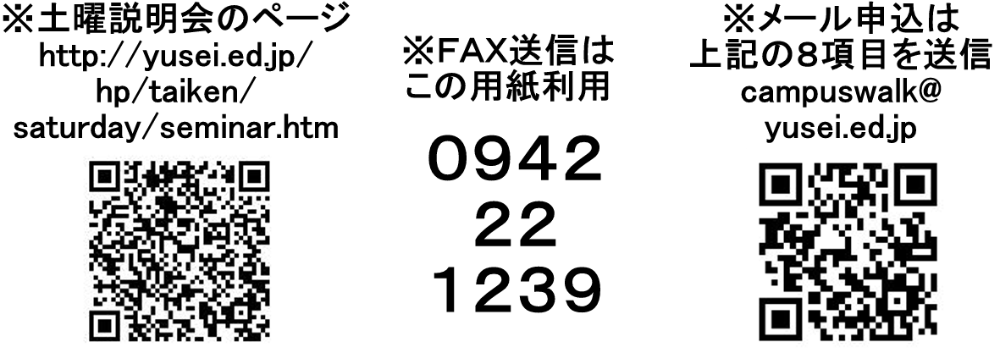 ※土曜説明会のページ
http://yusei.ed.jp/
hp/taiken/
saturday/seminar.htm
※FAX送信は
この用紙利用
0942
22
1239
※メール申込は
上記の８項目を送信
campuswalk@
yusei.ed.jp